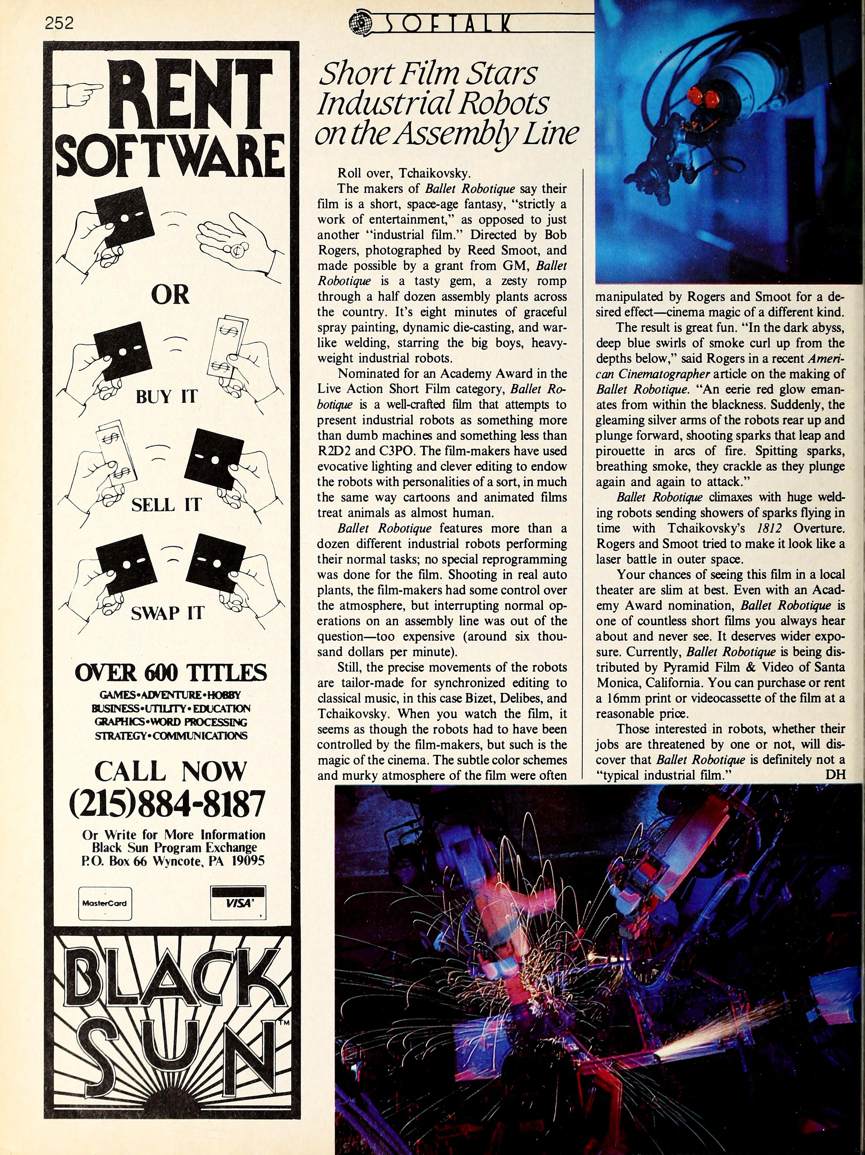 252
SOFTALK
RENT
SOFTWARE
OR
BUY IT
SELL IT
SWAP IT
OVER 600 TITLES
GAMES•ADVENTURE•HOBBY
BUSINESS•UTILITY•EDUCATION
GRAPHICS•WORD PROCESSING
STRATEGY•COMMUNICATIONS
CALL NOW
(215)884-8187
Or Write for More Information
Black Sun Program Exchange
P.O. Box 66 Wyncote, PA 19095
MasterCard
VISA
BLACK
SUN™
Short Film Stars
Industrial Robots
on the Assembly Line
Roll over, Tchaikovsky.
The makers of Ballet Robotique say their
film is a short, space-age fantasy, “strictly a
work of entertainment,” as opposed to just
another “industrial film.” Directed by Bob
Rogers, photographed by Reed Smoot, and
made possible by a grant from GM, Ballet
Robotique is a tasty gem, a zesty romp
through a half dozen assembly plants across
the country. It’s eight minutes of graceful
spray painting, dynamic die-casting, and war-
like welding, starring the big boys, heavy-
weight industrial robots.
Nominated for an Academy Award in the
Live Action Short Film category, Ballet Ro-
botique is a well-crafted film that attempts to
present industrial robots as something more
than dumb machines and something less than
R2D2 and C3PO. The film-makers have used
evocative lighting and clever editing to endow
the robots with personalities of a sort, in much
the same way cartoons and animated films
treat animals as almost human.
Ballet Robotique features more than a
dozen different industrial robots performing
their normal tasks; no special reprogramming
was done for the film. Shooting in real auto
plants, the film-makers had some control over
the atmosphere, but interrupting normal op-
erations on an assembly line was out of the
question—too expensive (around six thou-
sand dollars per minute).
Still, the precise movements of the robots
are tailor-made for synchronized editing to
classical music, in this case Bizet, Delibes, and
Tchaikovsky. When you watch the film, it
seems as though the robots had to have been
controlled by the film-makers, but such is the
magic of the cinema. The subtle color schemes
and murky atmosphere of the film were often
manipulated by Rogers and Smoot for a de-
sired effect—cinema magic of a different kind.
The result is great fun. “In the dark abyss,
deep blue swirls of smoke curl up from the
depths below,” said Rogers in a recent Ameri-
can Cinematographer article on the making of
Ballet Robotique. “An eerie red glow eman-
ates from within the blackness. Suddenly, the
gleaming silver arms of the robots rear up and
plunge forward, shooting sparks that leap and
pirouette in arcs of fire. Spitting sparks,
breathing smoke, they crackle as they plunge
again and again to attack.”
Ballet Robotique climaxes with huge weld-
ing robots sending showers of sparks flying in
time with Tchaikovsky’s 1812 Overture.
Rogers and Smoot tried to make it look like a
laser battle in outer space.
Your chances of seeing this film in a local
theater are slim at best. Even with an Acad-
emy Award nomination, Ballet Robotique is
one of countless short films you always hear
about and never see. It deserves wider expo-
sure. Currently, Ballet Robotique is being dis-
tributed by Pyramid Film & Video of Santa
Monica, California. You can purchase or rent
a 16mm print or videocassette of the film at a
reasonable price.
Those interested in robots, whether their
jobs are threatened by one or not, will dis-
cover that Ballet Robotique is definitely not a
“typical industrial film.” DH